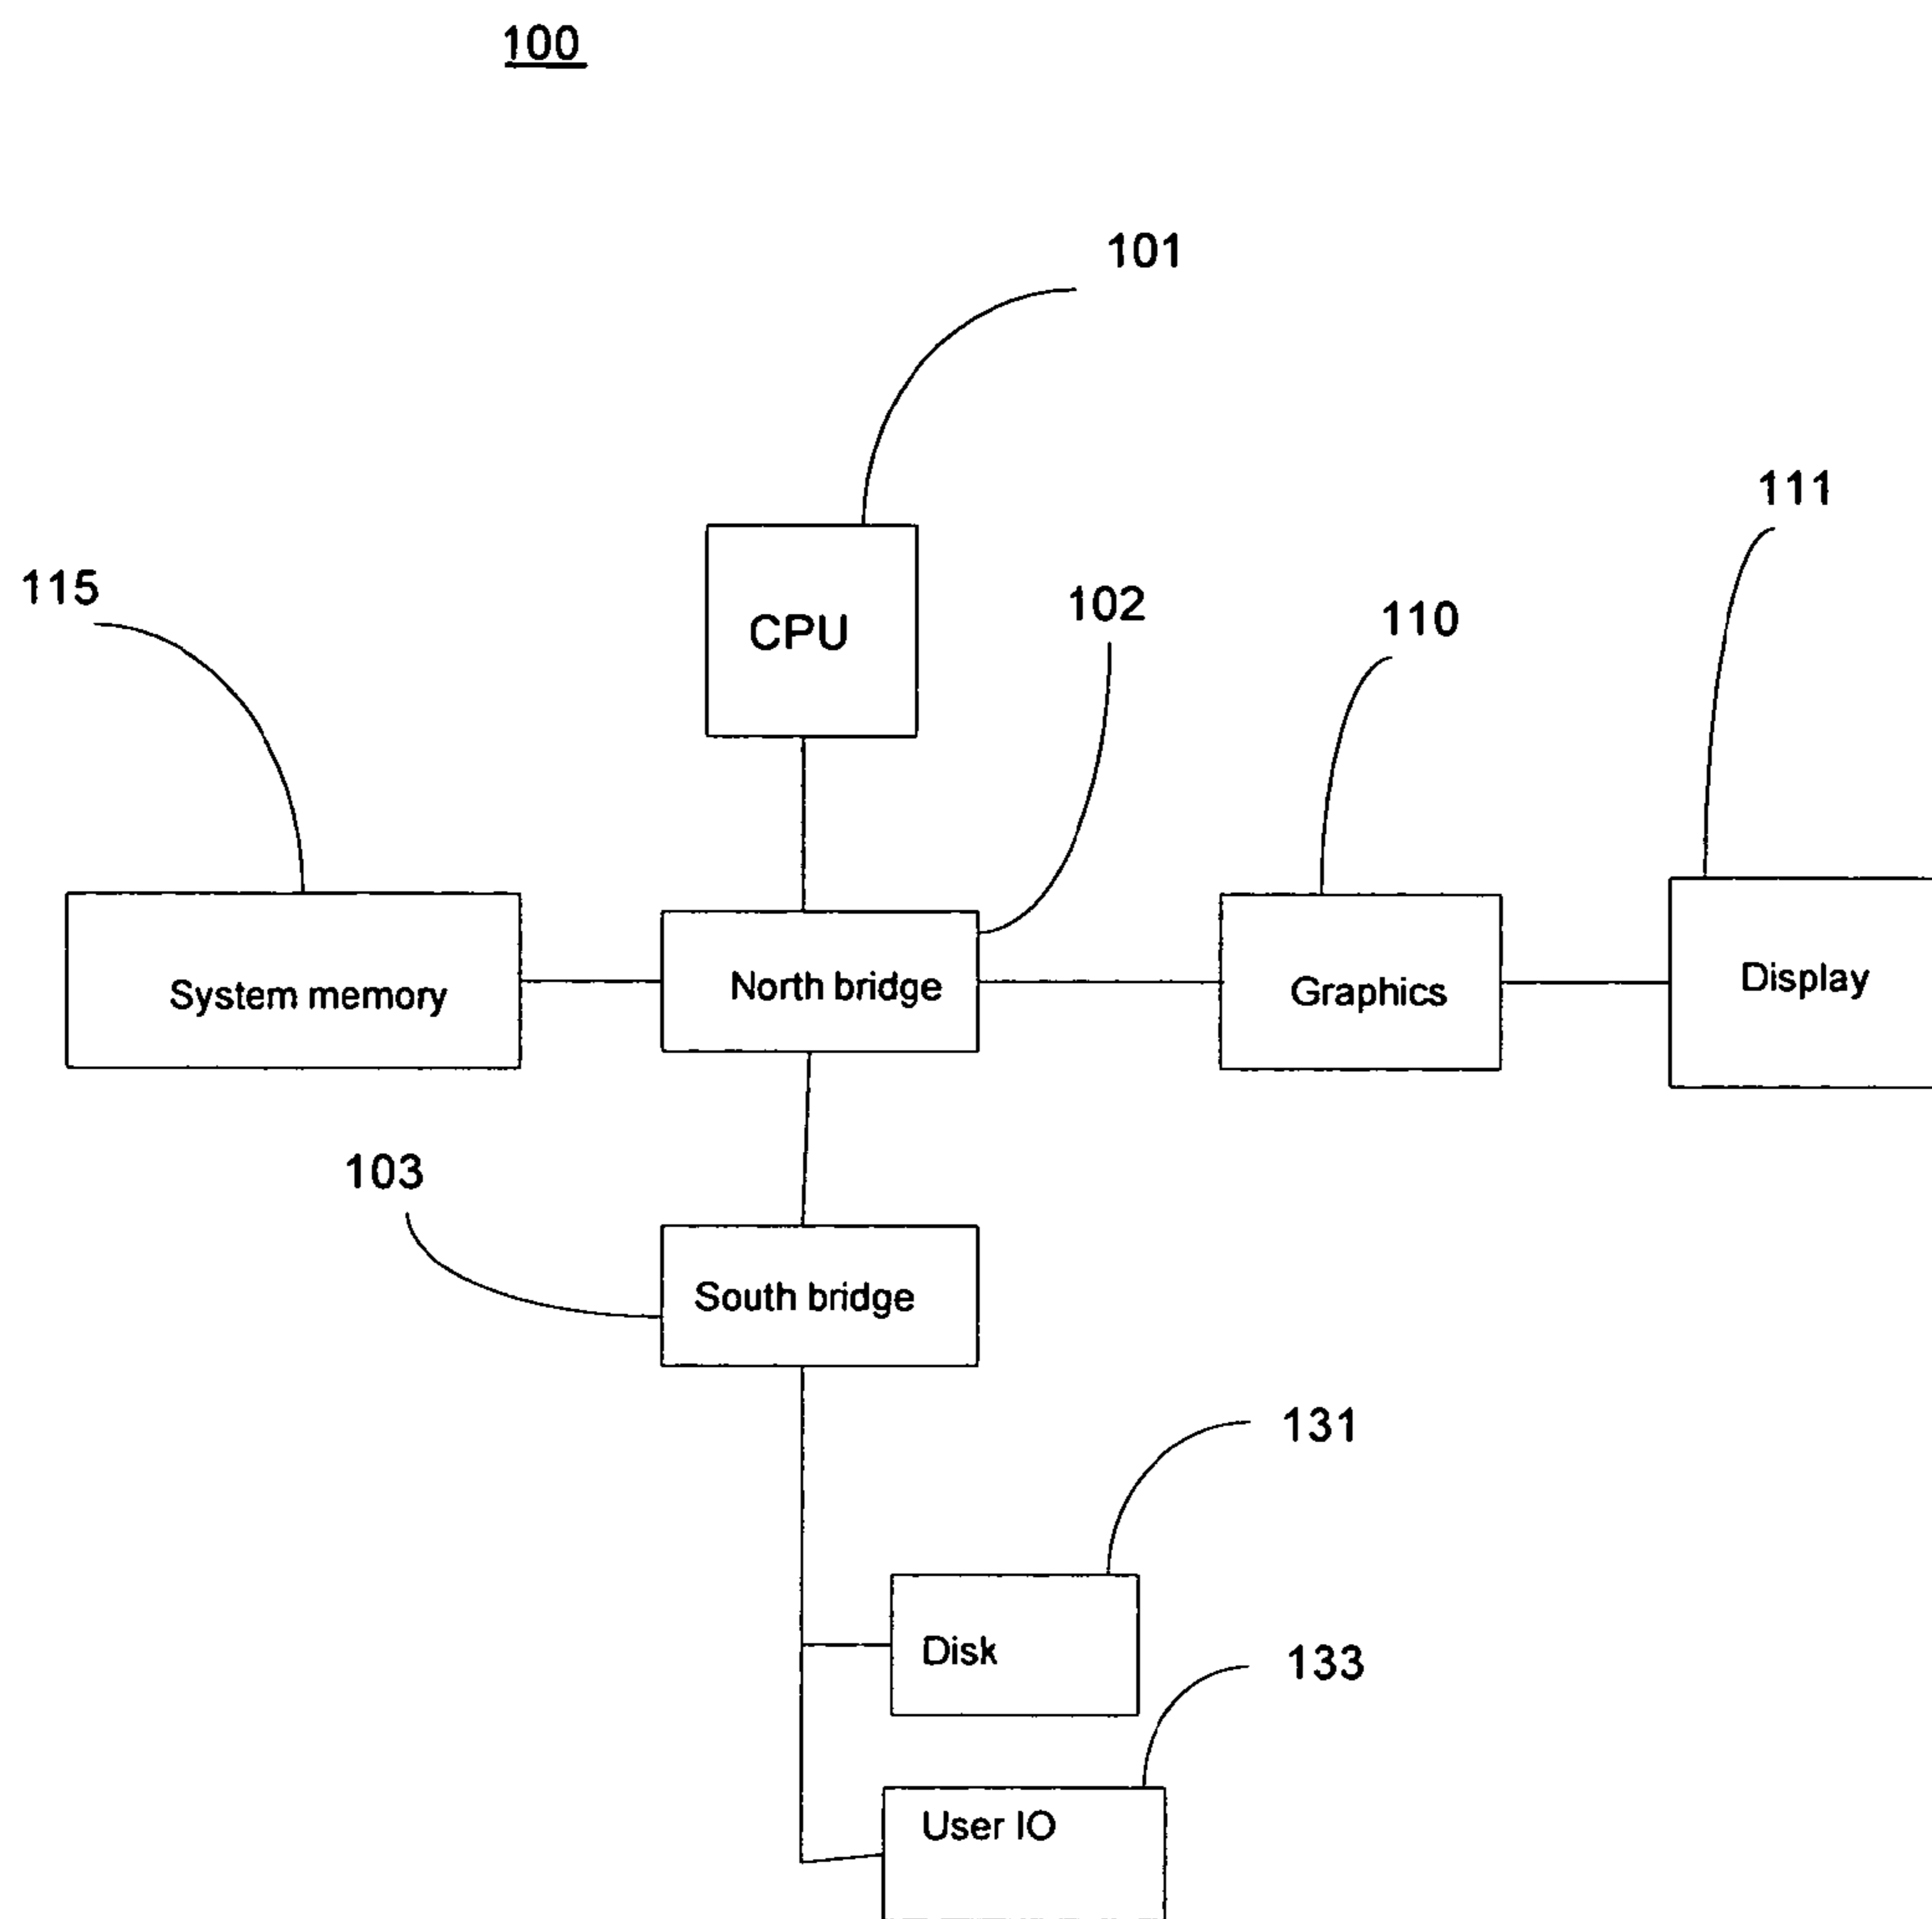 100
101
111
115
102
110
CPU
System memory
North bridge
Graphics
Display
103
South bridge
131
Disk
133
User IO